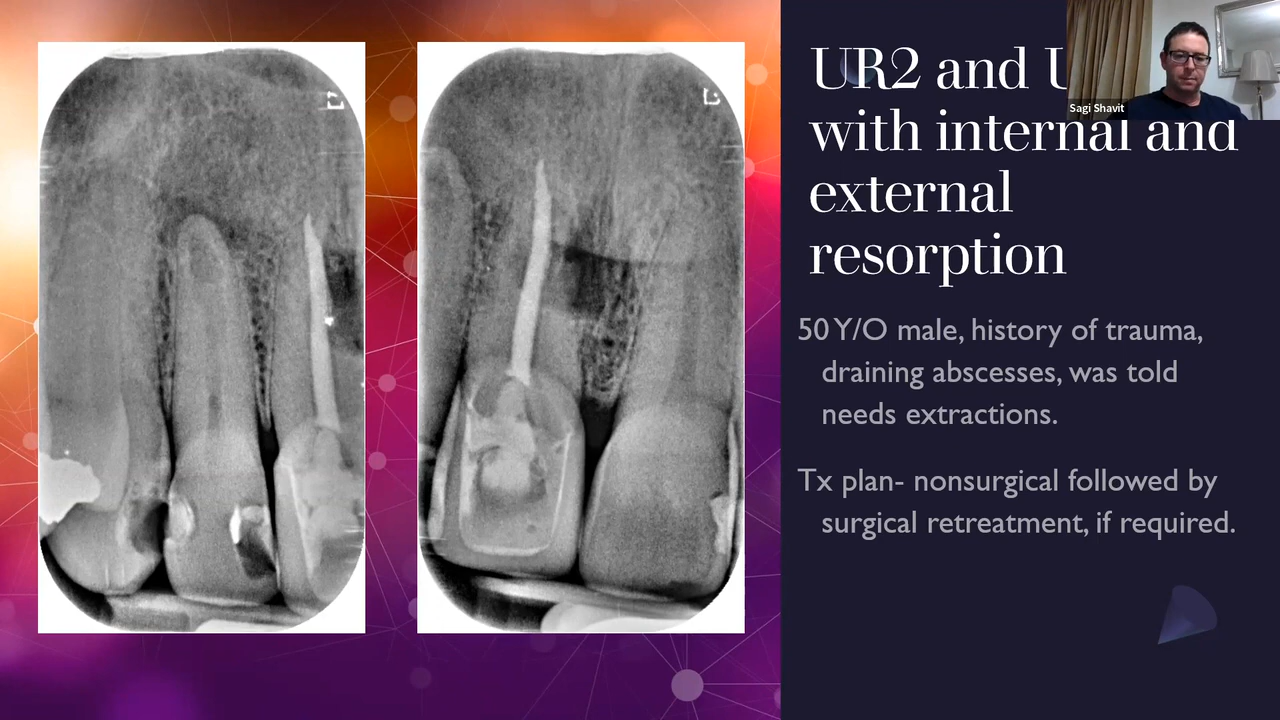 UR2 and U
with internal and
external
resorption
Sagi Shavit
50 Y/O male, history of trauma,
draining abscesses, was told
needs extractions.
Tx plan- nonsurgical followed by
surgical retreatment, if required.